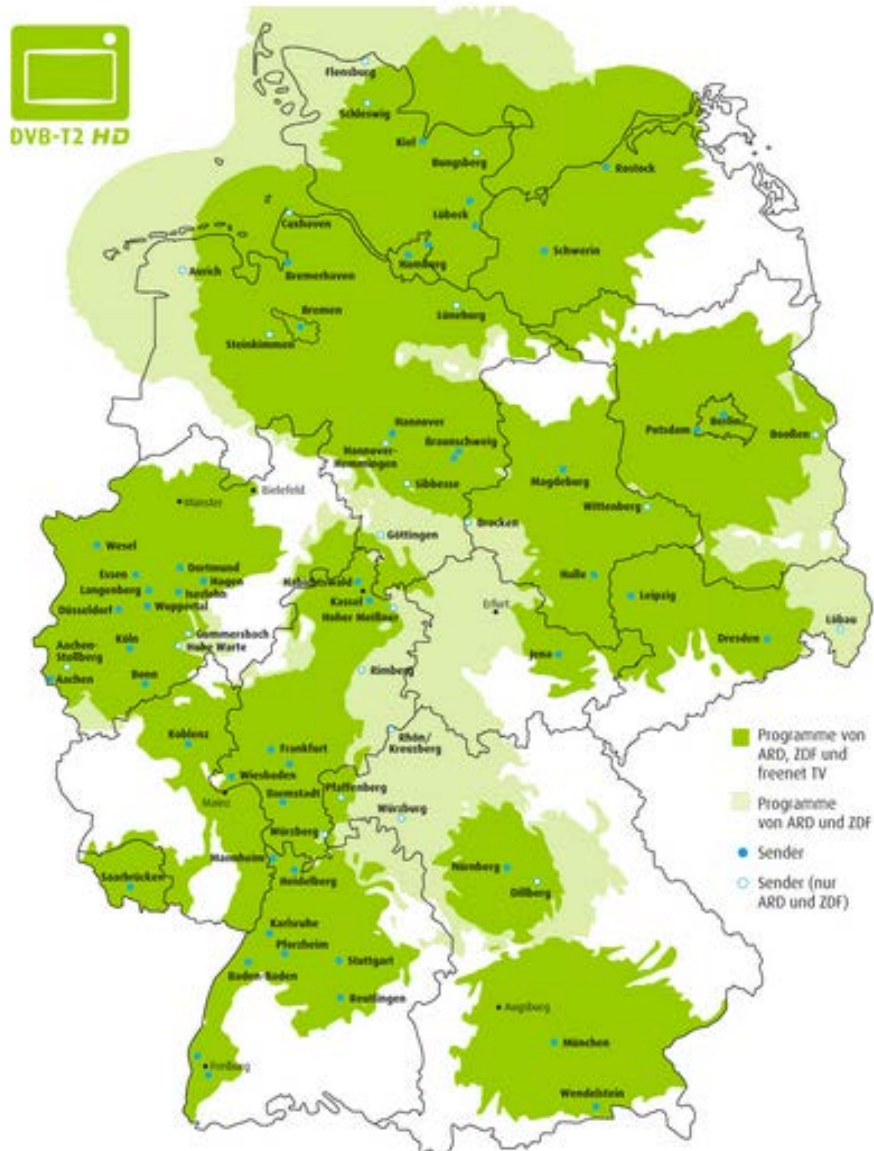 DVB-T2 HD
Flensburg
Schleswig
Kiel
Bungsberg
Rostock
Lübeck
Cuxhaven
Hamburg
Schwerin
Aurich
Bremerhaven
Bremen
Lüneburg
Steinkimmen
Hannover
Braunschweig
Hannover-
Hemmingen
Potsdam
Berlin
Booßen
Magdeburg
Sibbesse
Bielefeld
Münster
Wittenberg
Göttingen
Brocken
Wesel
Dortmund
Essen
Hagen
Habichtswald
Halle
Langenberg
Iserlohn
Kassel
Erfurt
Leipzig
Düsseldorf
Wuppertal
Hoher Meißner
Löbau
Gummersbach
Köln
Hohe Warte
Aachen-
Stollberg
Dresden
Jena
Rimberg
Aachen
Bonn
Koblenz
Rhön/
Kreuzberg
Frankfurt
Wiesbaden
Pfaffenberg
Mainz
Darmstadt
Würzburg
Würzberg
Mannheim
Heidelberg
Nürnberg
Dillberg
Saarbrücken
Karlsruhe
Pforzheim
Baden-Baden
Stuttgart
Reutlingen
Augsburg
München
Freiburg
Wendelstein
Programme von
ARD, ZDF und
freenet TV
Programme
von ARD und ZDF
Sender
Sender (nur
ARD und ZDF)